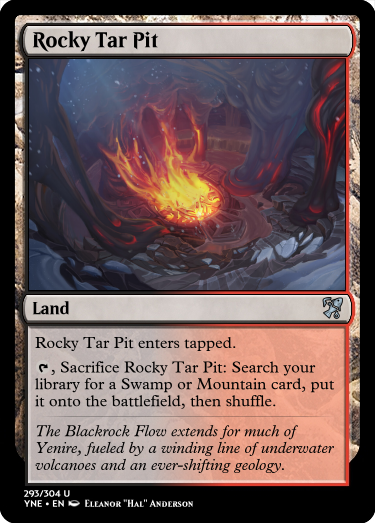 Rocky Tar Pit
Land
Rocky Tar Pit enters tapped.
, Sacrifice Rocky Tar Pit: Search your
library for a Swamp or Mountain card, put
it onto the battlefield, then shuffle.
The Blackrock Flow extends for much of
Yenire, fueled by a winding line of underwater
volcanoes and an ever-shifting geology.
293/304 U
YNE • EN Eleanor "Hal" Anderson